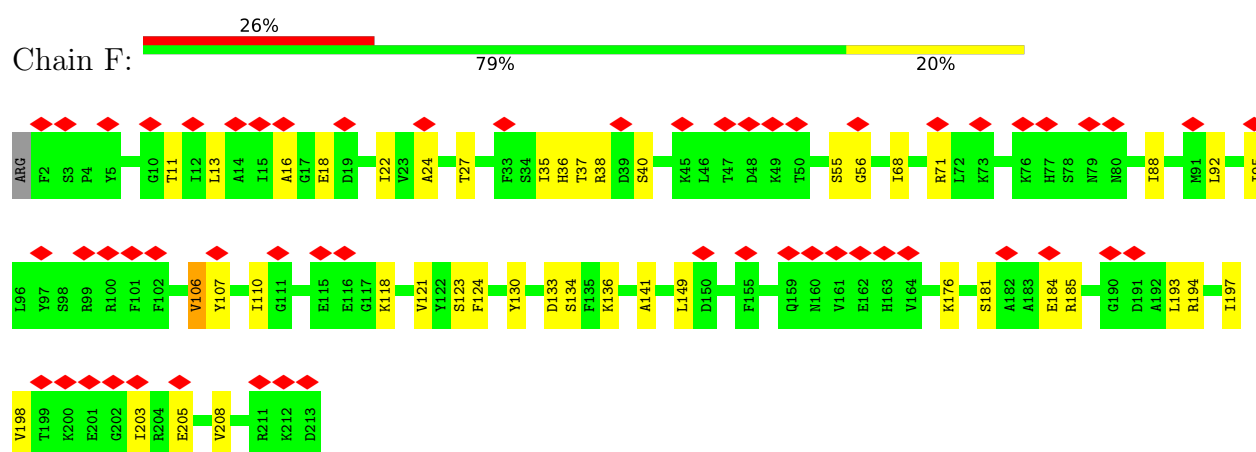 26%
Chain F:
79% 20%
ARG F2 S3 P4 Y5 G10 T11 I12 L13 A14 I15 A16 G17 E18 D19 I22 V23 A24 T27 F33 S34 I35 H36 T37 R38 D39 S40 K45 L46 T47 D48 K49 T50 S55 G56 I68 R71 L72 K73 K76 H77 S78 N79 N80 I88 M91 L92
L96 Y97 S98 R99 R100 F101 F102 V106 Y107 I110 G111 E115 E116 G117 K118 V121 Y122 S123 F124 Y130 D133 S134 F135 K136 A141 L149 D150 F155 Q159 N160 V161 E162 H163 V164 K176 S181 A182 A183 E184 R185 G190 D191 A192 L193 R194 I197
V198 T199 K200 E201 G202 I203 R204 E205 V208 R211 K212 D213